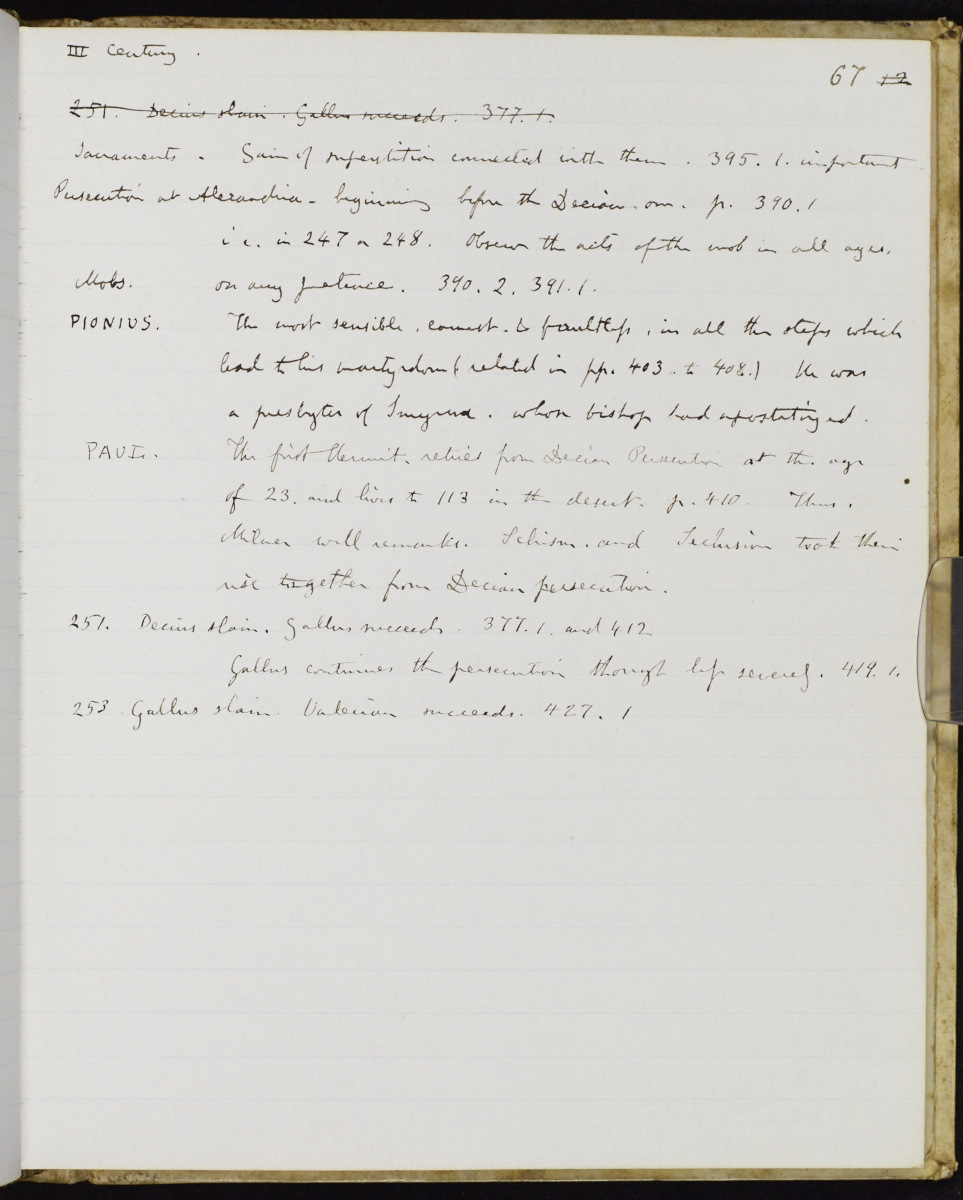 III Century.
67 12
251. Decius slain. Gallus succeeds. 377. 1.
Sacraments. Gain of superstition connected with them. 395. 1. important
Persecution at Alexandria - beginning before the Decian one. p. 390. 1
i.e. in 247 or 248. Observe the acts of the mob in all ages.
Mobs. on any pretence. 390. 2. 391. 1.
PIONIUS. The most sensible, & faultless, in all the steps which
lead to his martyrdom (related in pp. 403. to 408.) He was
a presbyter of Smyrna. whose bishop had apostatized.
PAUL. The first Hermit. retires from Decian Persecution at the age
of 23. and lives to 113 in the desert. p. 410. Thus.
Milner well remarks. Schism. and Seclusion took their
rise together from Decian persecution.
251. Decius slain. Gallus succeeds. 377. 1. and 412
Gallus continues the persecution though less severely. 419. 1.
253 Gallus slain. Valerian succeeds. 427. 1